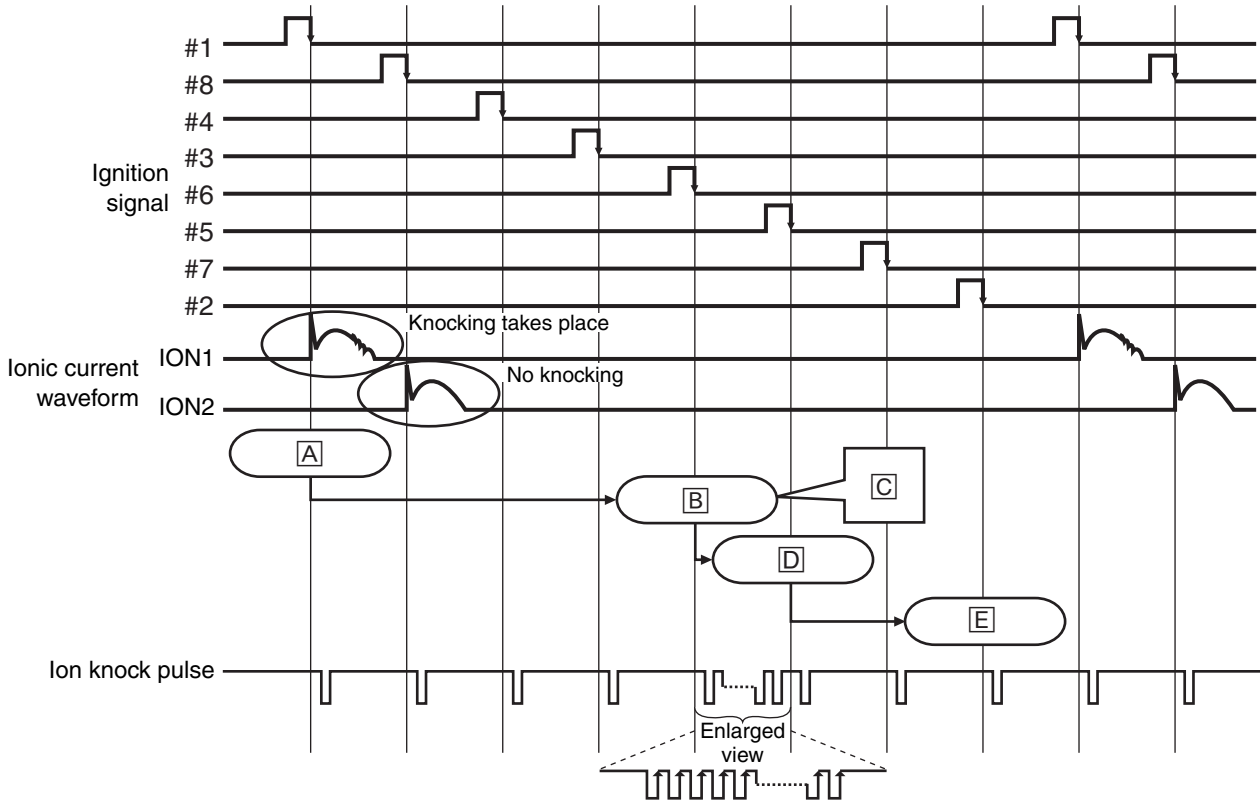 #1
#8
#4
#3
Ignition
signal
#6
#5
#7
#2
Knocking takes place
ION1
Ionic current
waveform
No knocking
ION2
A
B
C
D
E
Ion knock pulse
Enlarged
view